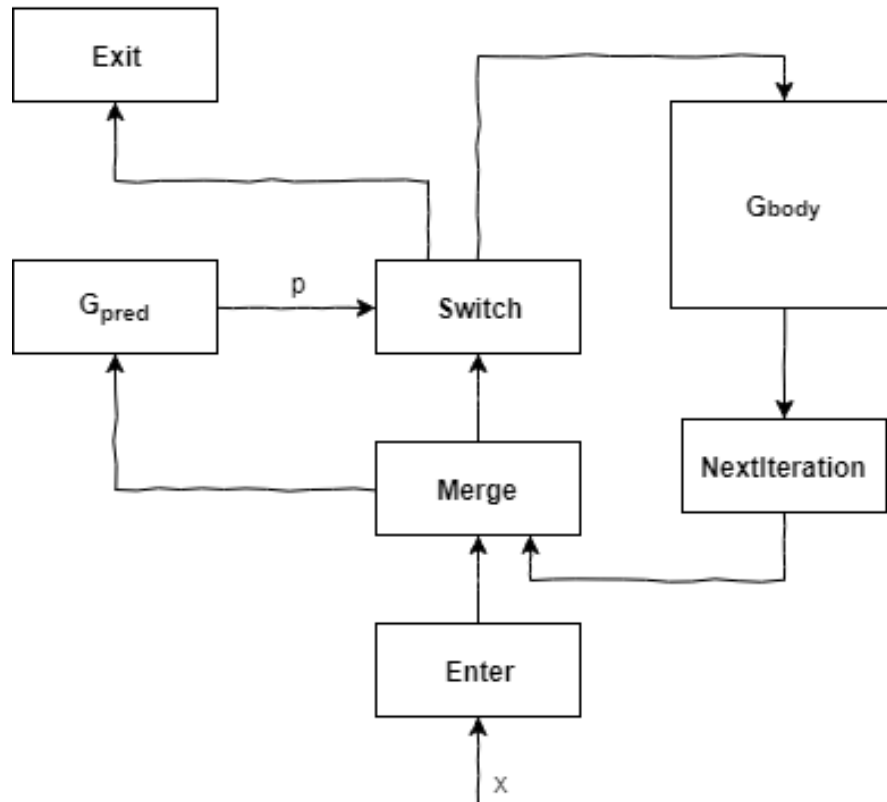 Exit
Gbody
Gpred
p
Switch
Merge
NextIteration
Enter
x